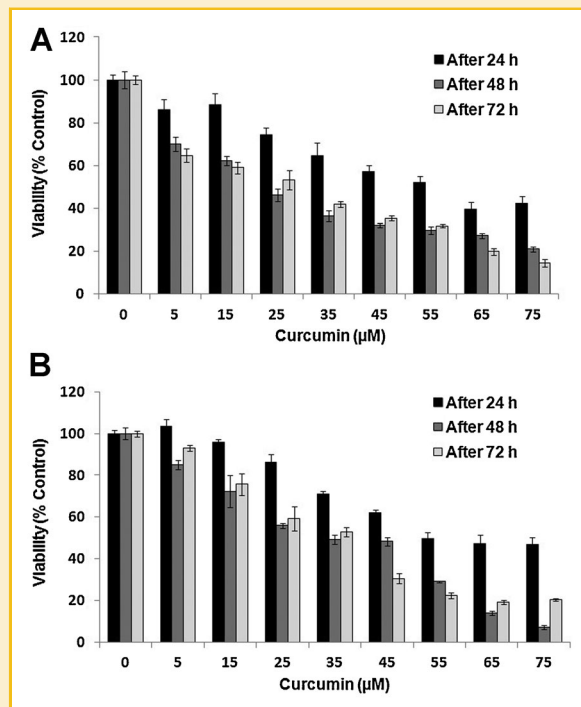 A
120
100
80
60
40
20
0
Viability (% Control)
After 24 h
After 48 h
After 72 h
0 5 15 25 35 45 55 65 75
Curcumin (µM)
B
120
100
80
60
40
20
0
Viability (% Control)
After 24 h
After 48 h
After 72 h
0 5 15 25 35 45 55 65 75
Curcumin (µM)